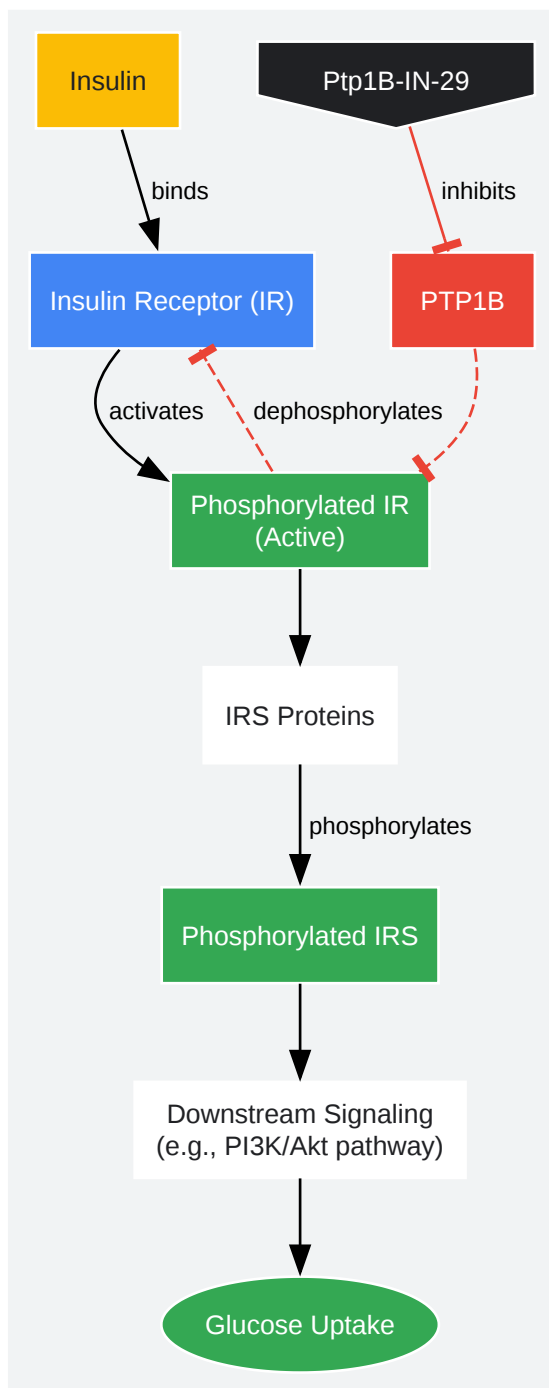 Insulin
Ptp1B-IN-29
binds
inhibits
Insulin Receptor (IR)
PTP1B
activates
dephosphorylates
Phosphorylated IR
(Active)
IRS Proteins
phosphorylates
Phosphorylated IRS
Downstream Signaling
(e.g., PI3K/Akt pathway)
Glucose Uptake